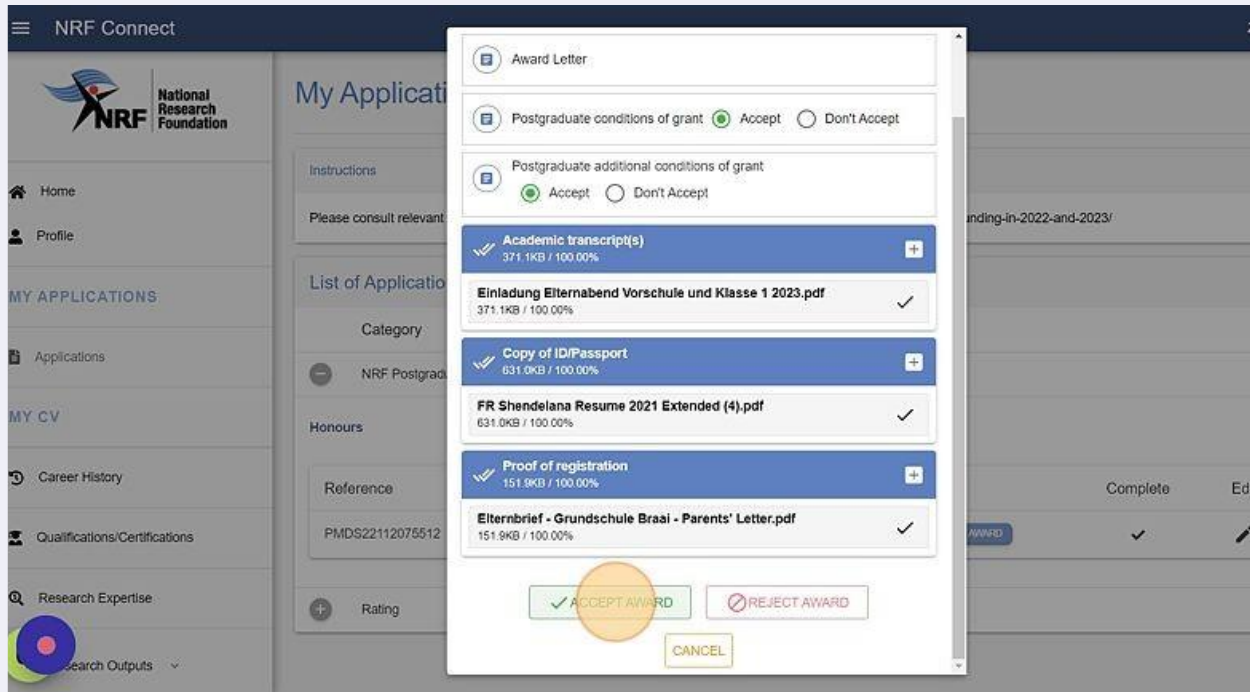 NRF Connect
National
Research
Foundation
NRF
Home
Profile
MY APPLICATIONS
Applications
MY CV
Career History
Qualifications/Certifications
Research Expertise
search Outputs
My Applicati
Instructions
Please consult relevant
nding-in-2022-and-2023/
List of Applicatio
Category
NRF Postgradu
Honours
Reference
Complete
Ed
PMDS22112075512
AWARD
Rating
Award Letter
Postgraduate conditions of grant Accept Don't Accept
Postgraduate additional conditions of grant
Accept Don't Accept
Academic transcript(s)
371.1KB / 100.00%
Einladung Elternabend Vorschule und Klasse 1 2023.pdf
371.1KB / 100.00%
Copy of ID/Passport
631.0KB / 100.00%
FR Shendelana Resume 2021 Extended (4).pdf
631.0KB / 100.00%
Proof of registration
151.9KB / 100.00%
Elternbrief - Grundschule Braai - Parents' Letter.pdf
151.9KB / 100.00%
ACCEPT AWARD REJECT AWARD
CANCEL